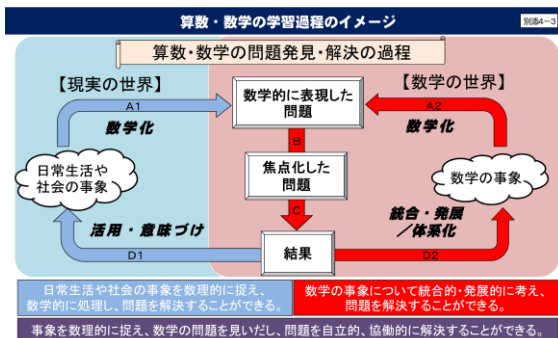 算数・数学の学習過程のイメージ
別添4-3
算数・数学の問題発見・解決の過程
【現実の世界】
【数学の世界】
A1
数学的に表現した
問題
A2
数学化
数学化
B
日常生活や
社会の事象
焦点化した
問題
数学の事象
C
活用・意味づけ
統合・発展
/体系化
D1
結果
D2
日常生活や社会の事象を数理的に捉え、
数学的に処理し、問題を解決することができる。
数学の事象について統合的・発展的に考え、
問題を解決することができる。
事象を数理的に捉え、数学の問題を見いだし、問題を自立的、協働的に解決することができる。